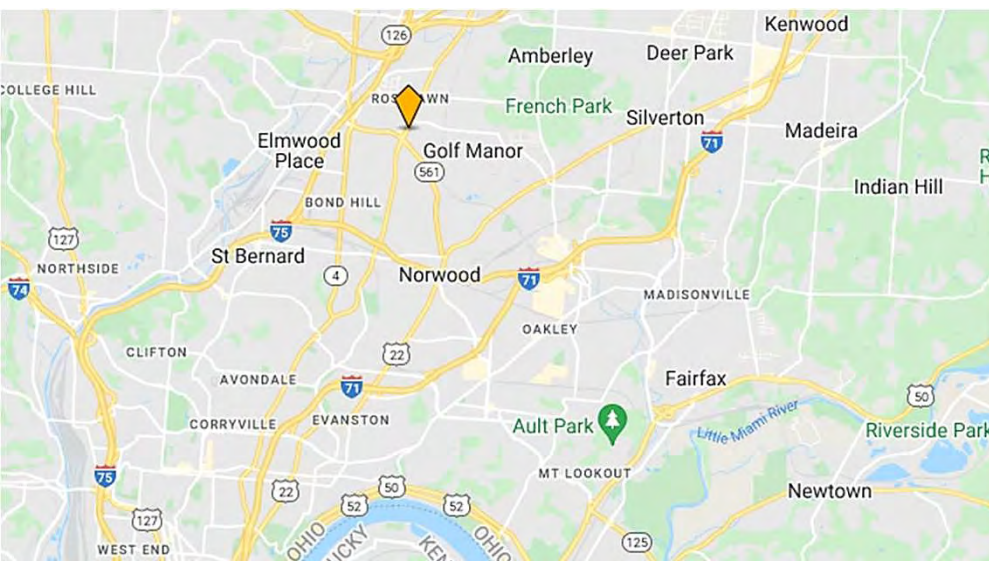 Kenwood
126
Amberley
Deer Park
COLLEGE HILL
French Park
Silverton
71
Madeira
Elmwood
Place
Golf Manor
561
Indian Hill
BOND HILL
75
127
St Bernard
NORTHSIDE
4
Norwood
71
74
MADISONVILLE
OAKLEY
CLIFTON
22
AVONDALE
71
Fairfax
50
CORRYVILLE
EVANSTON
Ault Park
Little Miami River
Riverside Park
MT LOOKOUT
75
22
52
50
52
Newtown
127
OHIO
OHIO
125
WEST END